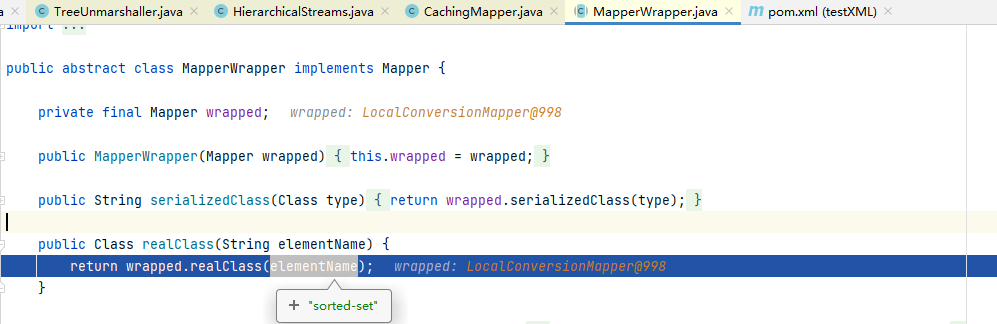 TreeUnmarshaller.java HierarchicalStreams.java CachingMapper.java MapperWrapper.java pom.xml (testXML)
import ...
public abstract class MapperWrapper implements Mapper {
private final Mapper wrapped; wrapped: LocalConversionMapper@998
public MapperWrapper(Mapper wrapped) { this.wrapped = wrapped; }
public String serializedClass(Class type) { return wrapped.serializedClass(type); }
public Class realClass(String elementName) {
return wrapped.realClass(elementName); wrapped: LocalConversionMapper@998
}
+ "sorted-set"